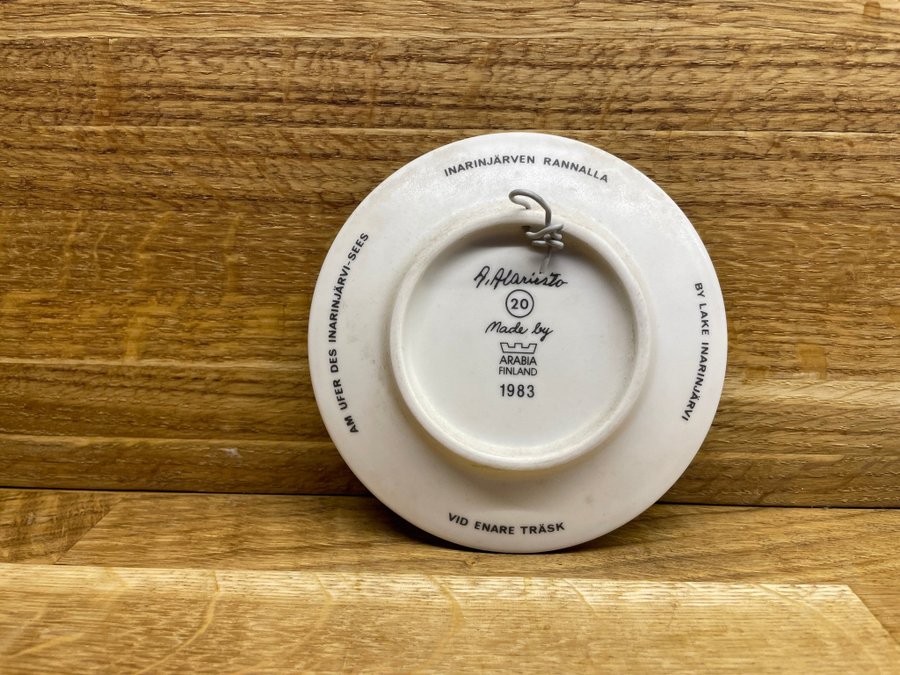 INARINJÄRVEN RANNALLA
BY LAKE INARINJÄRVI
VID ENARE TRÄSK
AM UFER DES INARINJÄRVI-SEES
A. Alariesto
20
Made by
ARABIA
FINLAND
1983